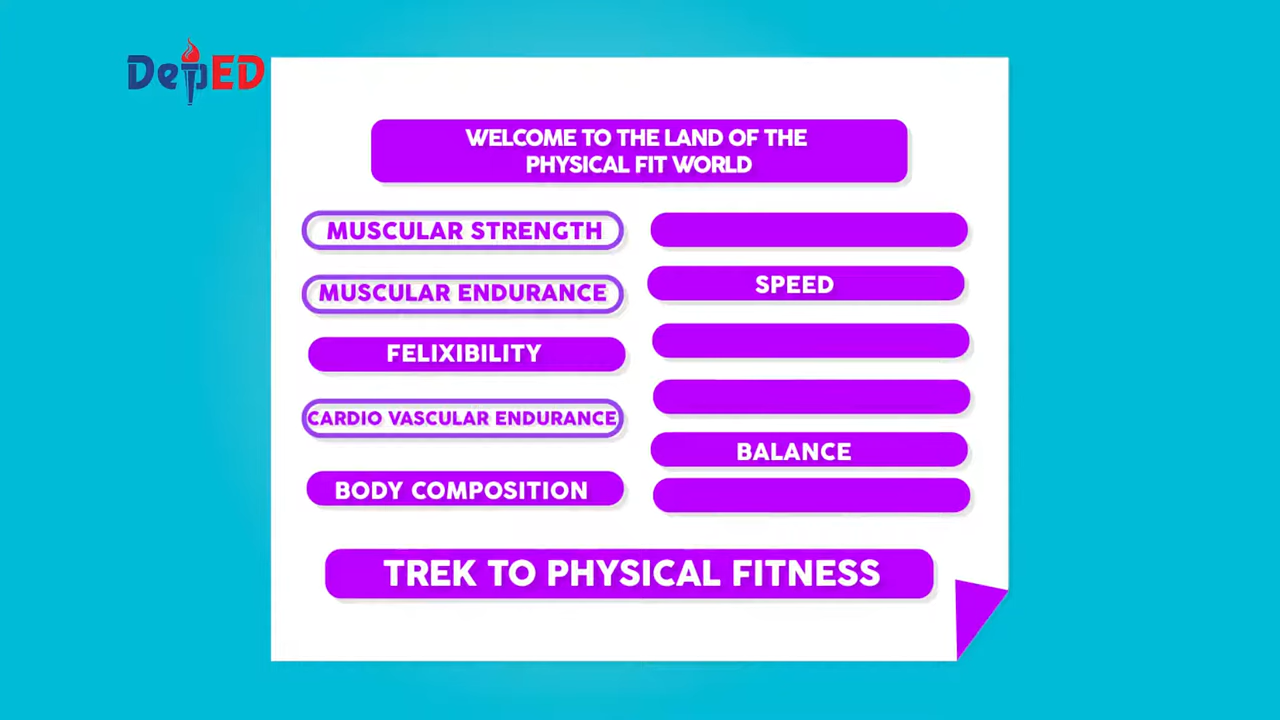 DepED
WELCOME TO THE LAND OF THE
PHYSICAL FIT WORLD
MUSCULAR STRENGTH
MUSCULAR ENDURANCE
FELIXIBILITY
CARDIO VASCULAR ENDURANCE
BODY COMPOSITION
SPEED
BALANCE
TREK TO PHYSICAL FITNESS